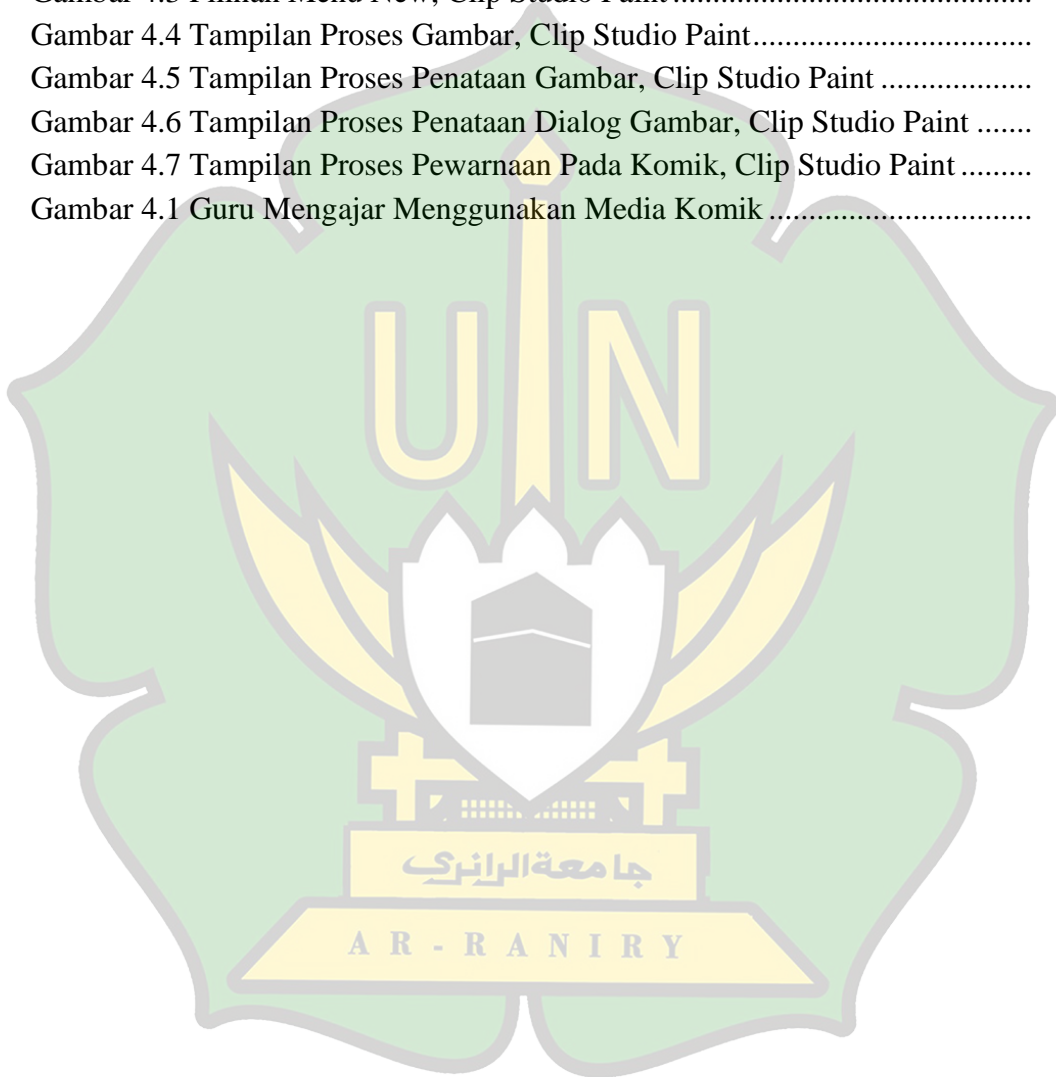 Gambar 4.4 Tampilan Proses Gambar, Clip Studio Paint..................................
Gambar 4.5 Tampilan Proses Penataan Gambar, Clip Studio Paint ...................
Gambar 4.6 Tampilan Proses Penataan Dialog Gambar, Clip Studio Paint .......
Gambar 4.7 Tampilan Proses Pewarnaan Pada Komik, Clip Studio Paint .........
Gambar 4.1 Guru Mengajar Menggunakan Media Komik ................................
UIN
جامعة الرانري
AR-RANIRY